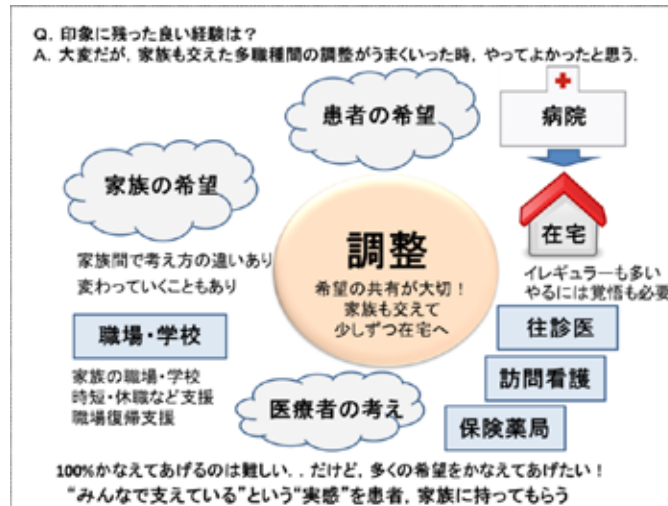 Q. 印象に残った良い経験は？
A. 大変だが，家族も交えた多職種間の調整がうまくいった時，やってよかったと思う．
患者の希望
病院
家族の希望
在宅
調整
希望の共有が大切！
家族も交えて
少しずつ在宅へ
家族間で考え方の違いあり
変わっていくこともあり
イレギュラーも多い
やるには覚悟も必要
職場・学校
往診医
家族の職場・学校
時短・休職など支援
職場復帰支援
訪問看護
医療者の考え
保険薬局
100%かなえてあげるのは難しい．．だけど，多くの希望をかなえてあげたい！
“みんなで支えている”という“実感”を患者，家族に持ってもらう